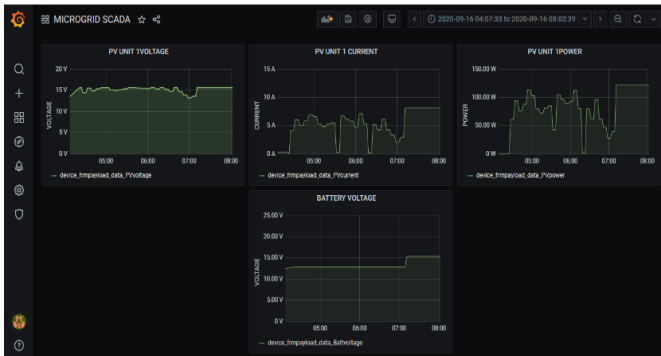 MICROGRID SCADA
2020-09-16 04:07:33 to 2020-09-16 08:02:39
PV UNIT 1VOLTAGE
20 V
15 V
10 V
5 V
0 V
VOLTAGE
05:00 06:00 07:00 08:00
device_frmpayload_data_PVvoltage
PV UNIT 1 CURRENT
15 A
10 A
5 A
0 A
CURRENT
05:00 06:00 07:00 08:00
device_frmpayload_data_PVcurrent
PV UNIT 1POWER
150.00 W
100.00 W
50.00 W
0 W
POWER
05:00 06:00 07:00 08:00
device_frmpayload_data_PVpower
BATTERY VOLTAGE
25.00 V
20.00 V
15.00 V
10.00 V
5.00 V
0 V
VOLTAGE
05:00 06:00 07:00 08:00
device_frmpayload_data_Battvoltage